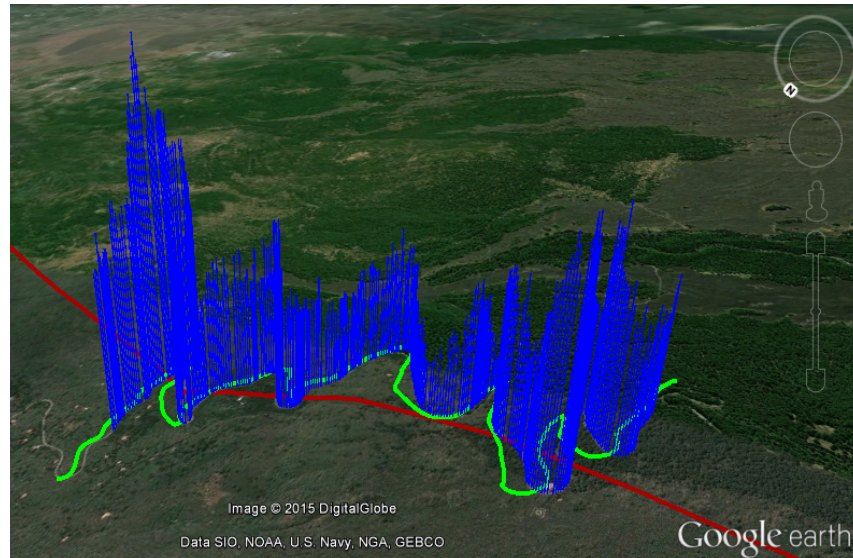 N
Image © 2015 DigitalGlobe
Data SIO, NOAA, U.S. Navy, NGA, GEBCO
Google earth